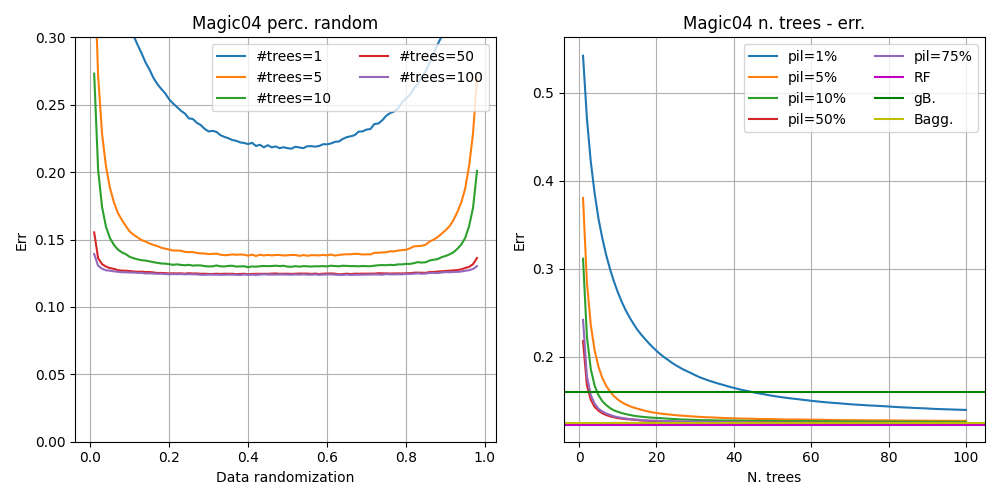 Magic04 perc. random
#trees=1
#trees=5
#trees=10
#trees=50
#trees=100
0.30
0.25
0.20
0.15
0.10
0.05
0.00
Err
0.0 0.2 0.4 0.6 0.8 1.0
Data randomization
Magic04 n. trees - err.
pil=1%
pil=5%
pil=10%
pil=50%
pil=75%
RF
gB.
Bagg.
0.5
0.4
0.3
0.2
Err
0 20 40 60 80 100
N. trees